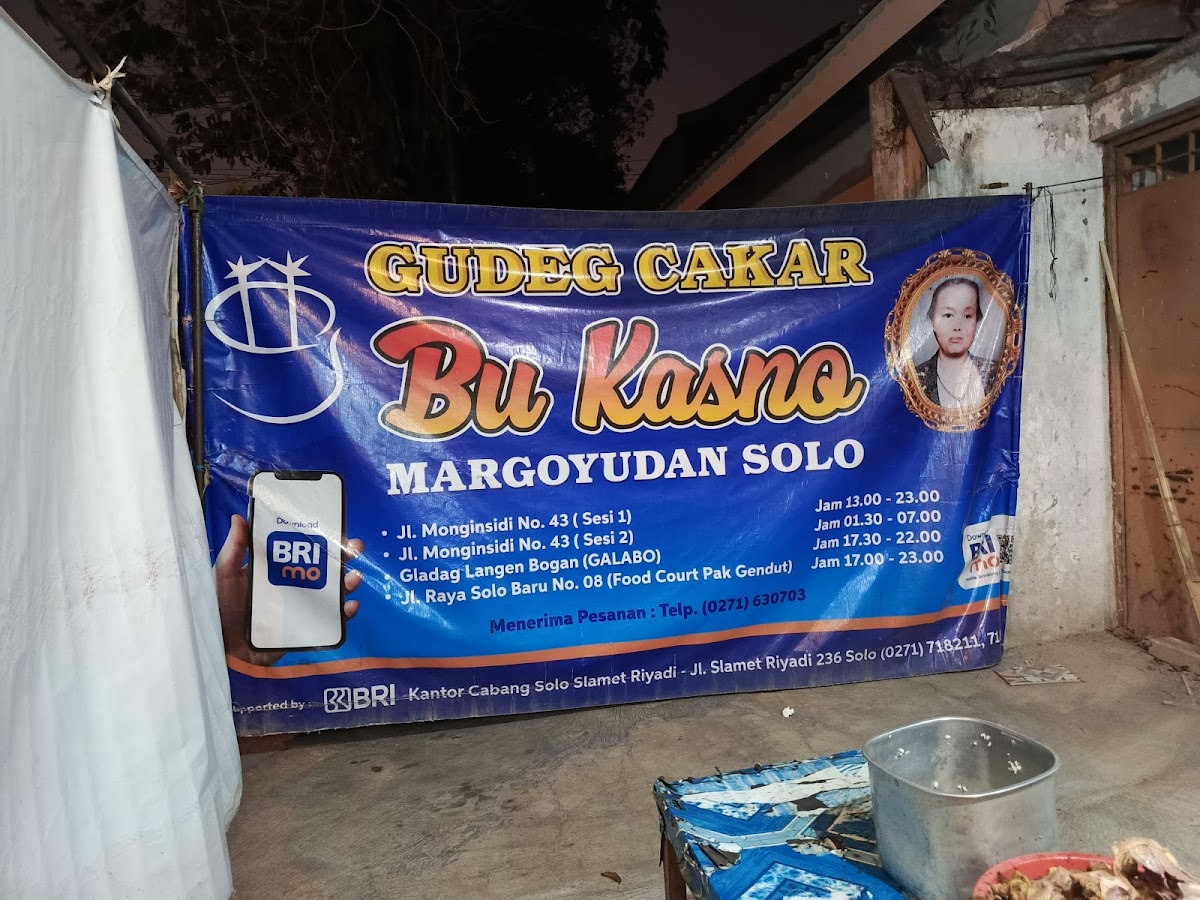 GUDEG CAKAR
Bu Kasno
MARGOYUDAN SOLO
• Jl. Monginsidi No. 43 ( Sesi 1) Jam 13.00 - 23.00
• Jl. Monginsidi No. 43 ( Sesi 2) Jam 01.30 - 07.00
• Gladag Langen Bogan (GALABO) Jam 17.30 - 22.00
• Jl. Raya Solo Baru No. 08 (Food Court Pak Gendut) Jam 17.00 - 23.00
Menerima Pesanan : Telp. (0271) 630703
Download
BRI
mo
BRI Kantor Cabang Solo Slamet Riyadi - Jl. Slamet Riyadi 236 Solo (0271) 718211, 71